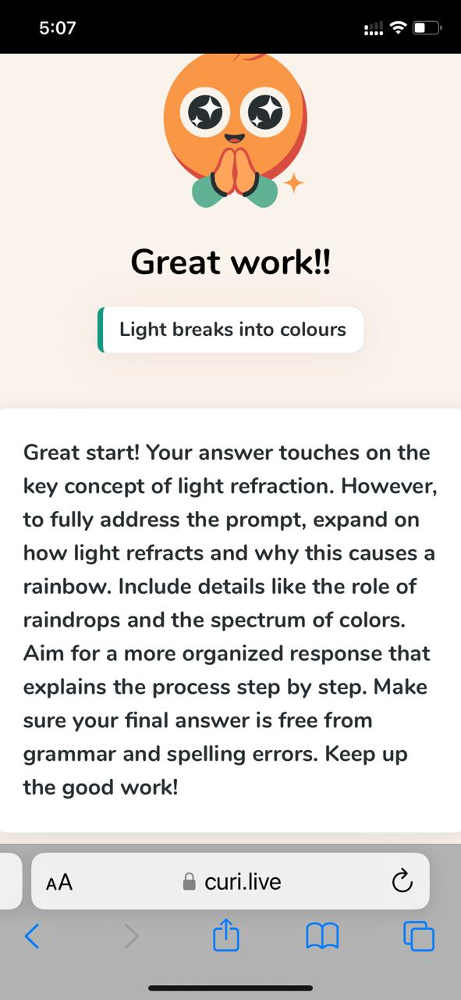 5:07
Great work!!
Light breaks into colours
Great start! Your answer touches on the
key concept of light refraction. However,
to fully address the prompt, expand on
how light refracts and why this causes a
rainbow. Include details like the role of
raindrops and the spectrum of colors.
Aim for a more organized response that
explains the process step by step. Make
sure your final answer is free from
grammar and spelling errors. Keep up
the good work!
AA curi.live